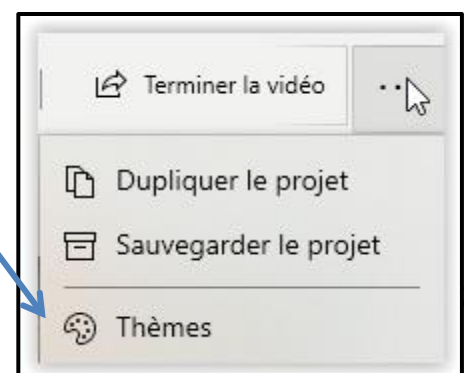 Terminer la vidéo ...
Dupliquer le projet
Sauvegarder le projet
Thèmes